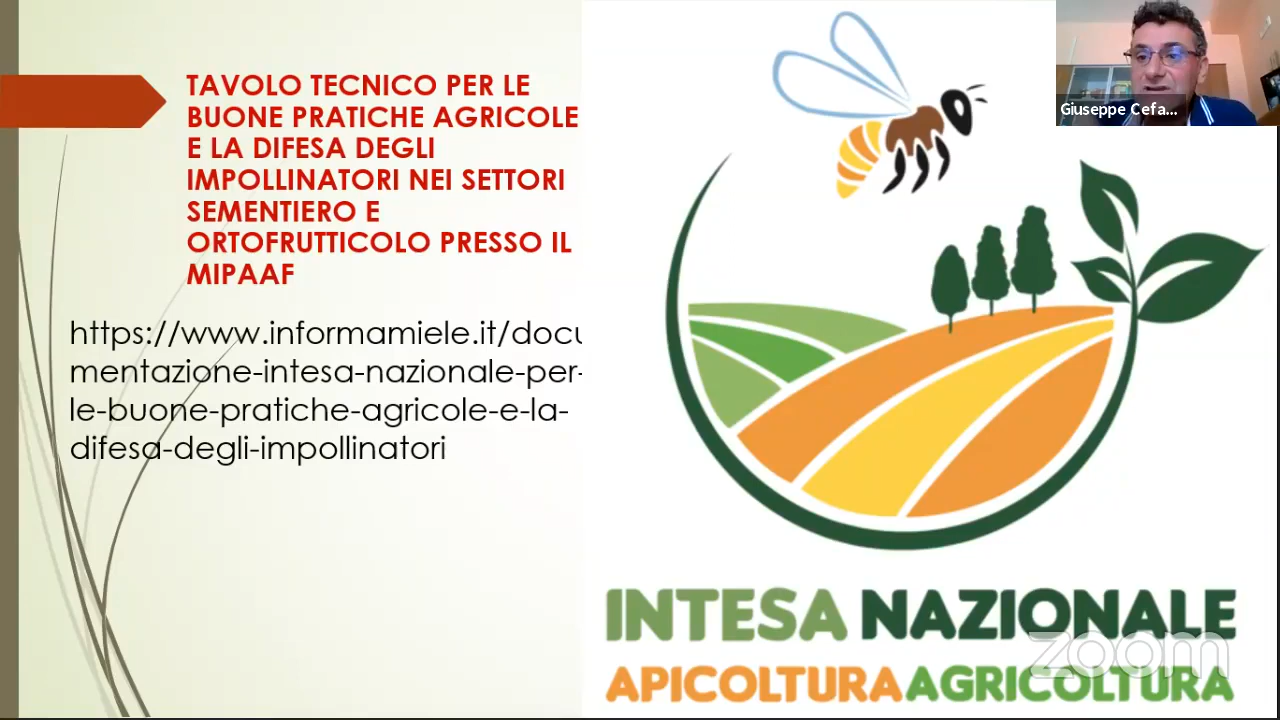 TAVOLO TECNICO PER LE
BUONE PRATICHE AGRICOLE
E LA DIFESA DEGLI
IMPOLLINATORI NEI SETTORI
SEMENTIERO E
ORTOFRUTTICOLO PRESSO IL
MIPAAF
https://www.informamiele.it/docu
mentazione-intesa-nazionale-per-
le-buone-pratiche-agricole-e-la-
difesa-degli-impollinatori
Giuseppe Cefa...
INTESA NAZIONALE
zoom
APICOLTURAAGRICOLTURA